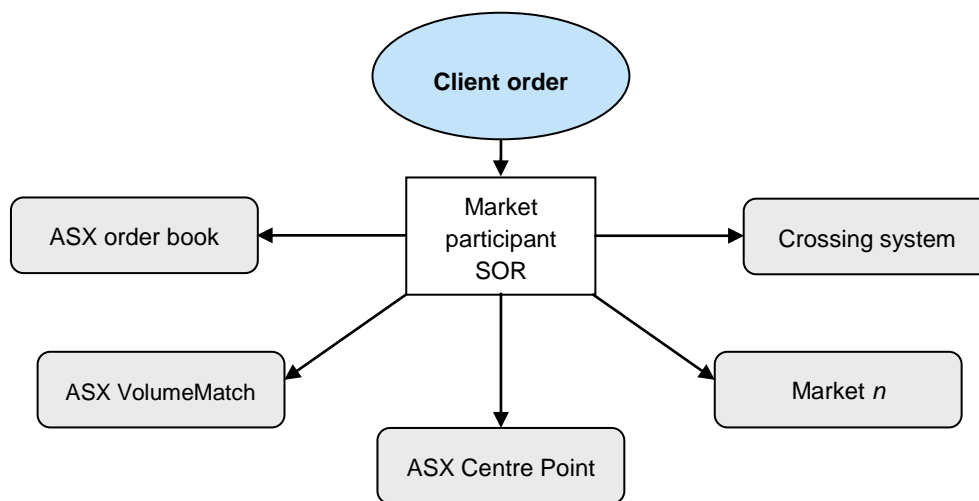 Client order
Market
participant
SOR
ASX order book
Crossing system
ASX VolumeMatch
Market n
ASX Centre Point